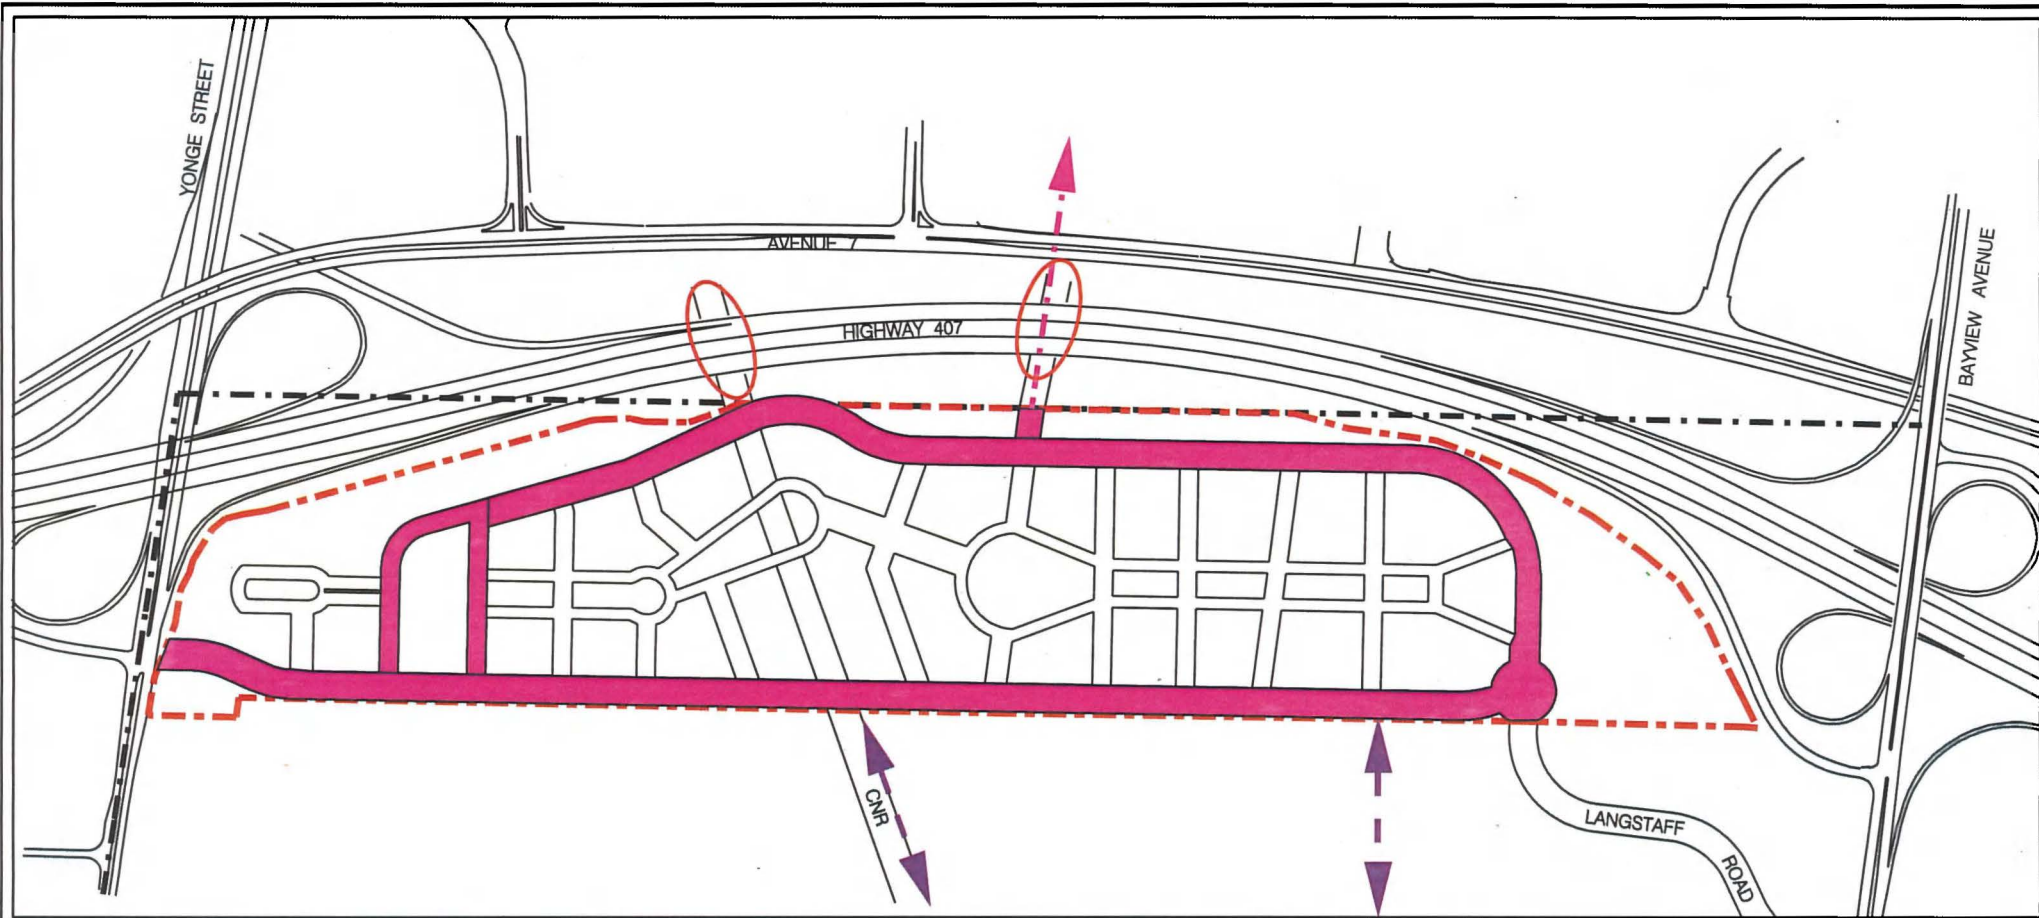 YONGE STREET
AVENUE 7
HIGHWAY 407
BAYVIEW AVENUE
CNR
LANGSTAFF
ROAD